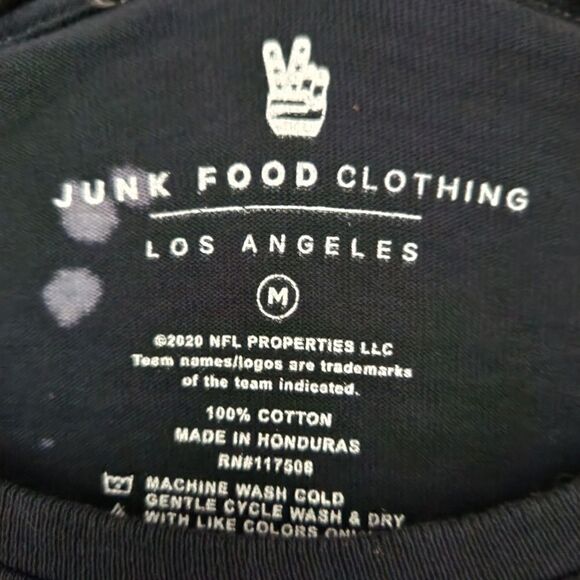 JUNK FOOD CLOTHING
LOS ANGELES
M
©2020 NFL PROPERTIES LLC
Team names/logos are trademarks
of the team indicated.
100% COTTON
MADE IN HONDURAS
RN#117508
MACHINE WASH COLD
GENTLE CYCLE WASH & DRY
WITH LIKE COLORS